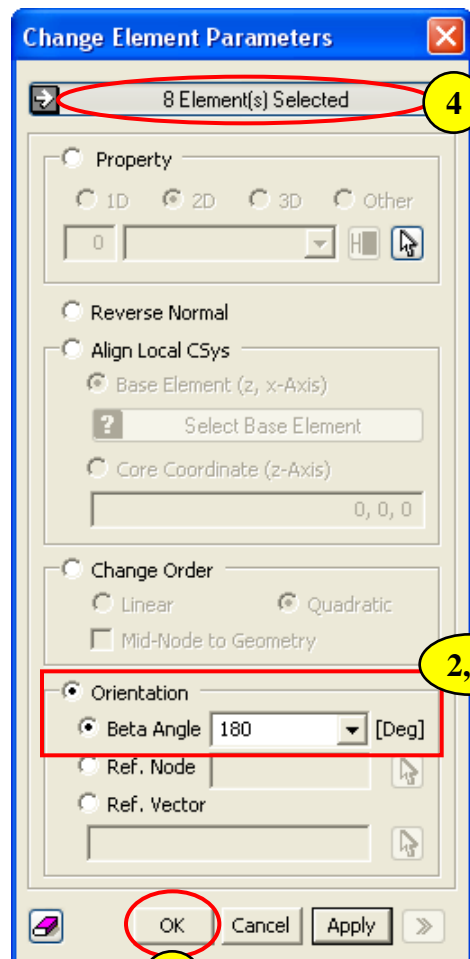 Change Element Parameters
8 Element(s) Selected
4
Property
1D 2D 3D Other
0 H
Reverse Normal
Align Local CSys
Base Element (z, x-Axis)
? Select Base Element
Core Coordinate (z-Axis)
0, 0, 0
Change Order
Linear Quadratic
Mid-Node to Geometry
2,
Orientation
Beta Angle 180 [Deg]
Ref. Node
Ref. Vector
OK Cancel Apply >>